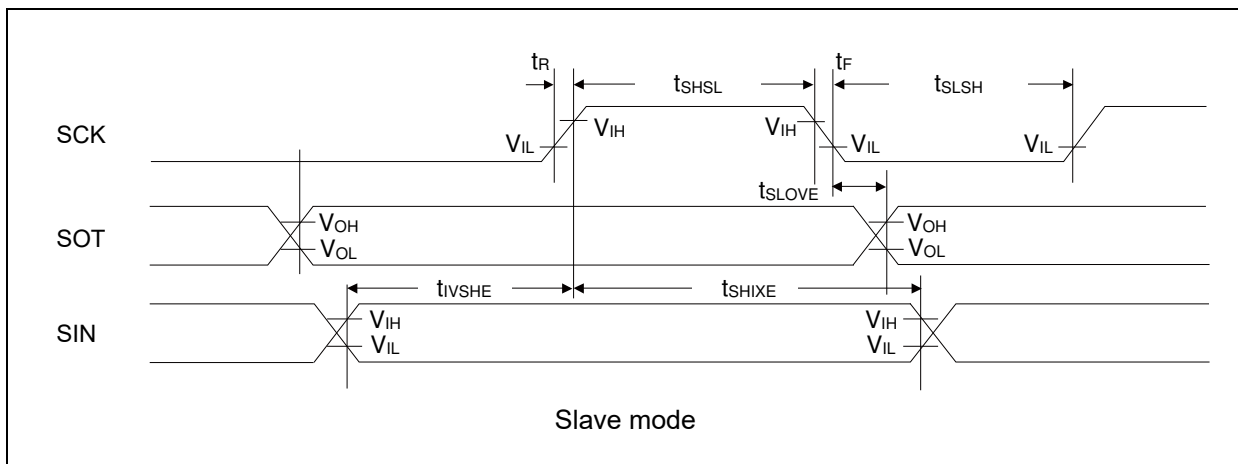 tR tF
tSHSL tSLSH
SCK VIL VIH VIH VIL VIL
tSLOVE
SOT VOH VOL VOH VOL
tIVSHE tSHIXE
SIN VIH VIL VIH VIL
Slave mode